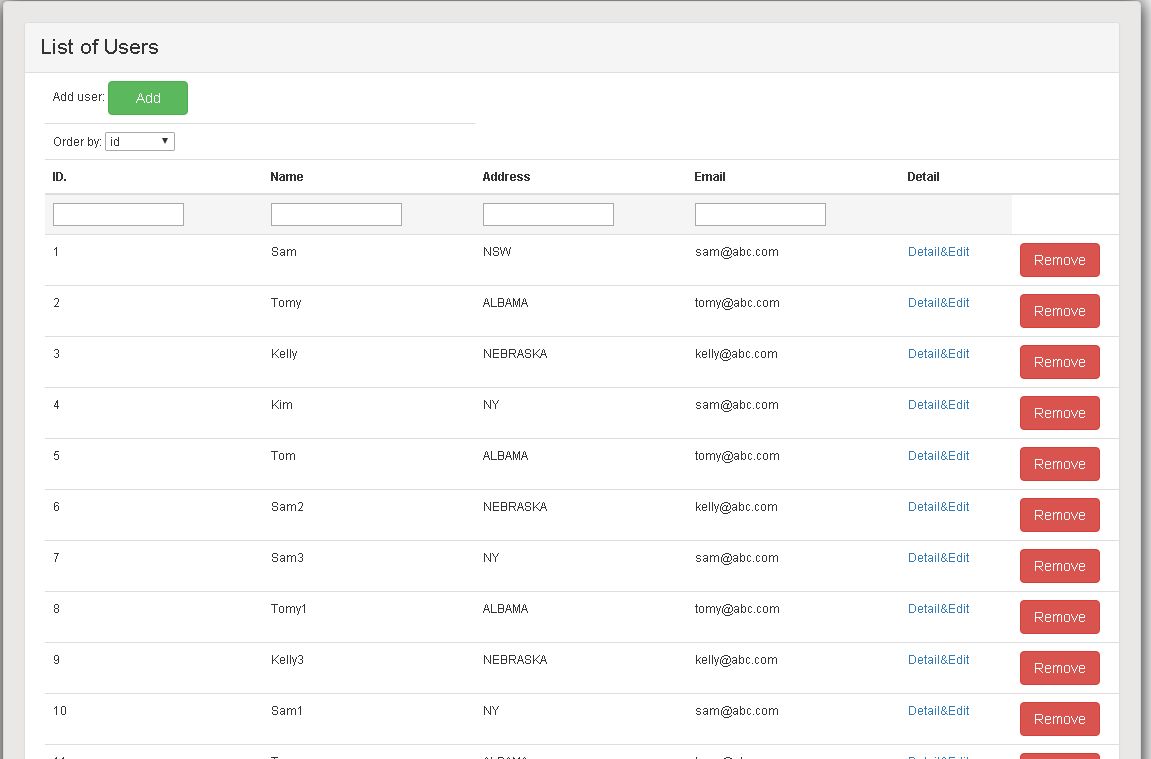 List of Users
Add user: Add
Order by: id
ID. Name Address Email Detail
1 Sam NSW sam@abc.com Detail&Edit Remove
2 Tomy ALBAMA tomy@abc.com Detail&Edit Remove
3 Kelly NEBRASKA kelly@abc.com Detail&Edit Remove
4 Kim NY sam@abc.com Detail&Edit Remove
5 Tom ALBAMA tomy@abc.com Detail&Edit Remove
6 Sam2 NEBRASKA kelly@abc.com Detail&Edit Remove
7 Sam3 NY sam@abc.com Detail&Edit Remove
8 Tomy1 ALBAMA tomy@abc.com Detail&Edit Remove
9 Kelly3 NEBRASKA kelly@abc.com Detail&Edit Remove
10 Sam1 NY sam@abc.com Detail&Edit Remove